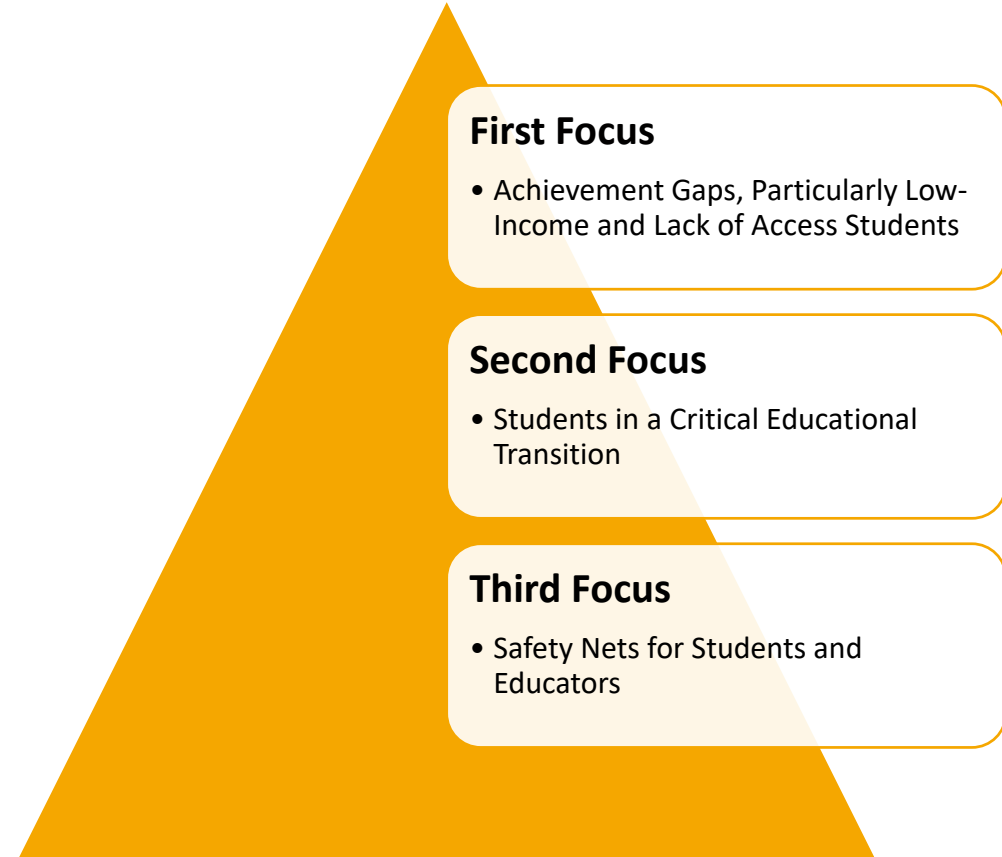 First Focus
• Achievement Gaps, Particularly Low-
Income and Lack of Access Students
Second Focus
• Students in a Critical Educational
Transition
Third Focus
• Safety Nets for Students and
Educators